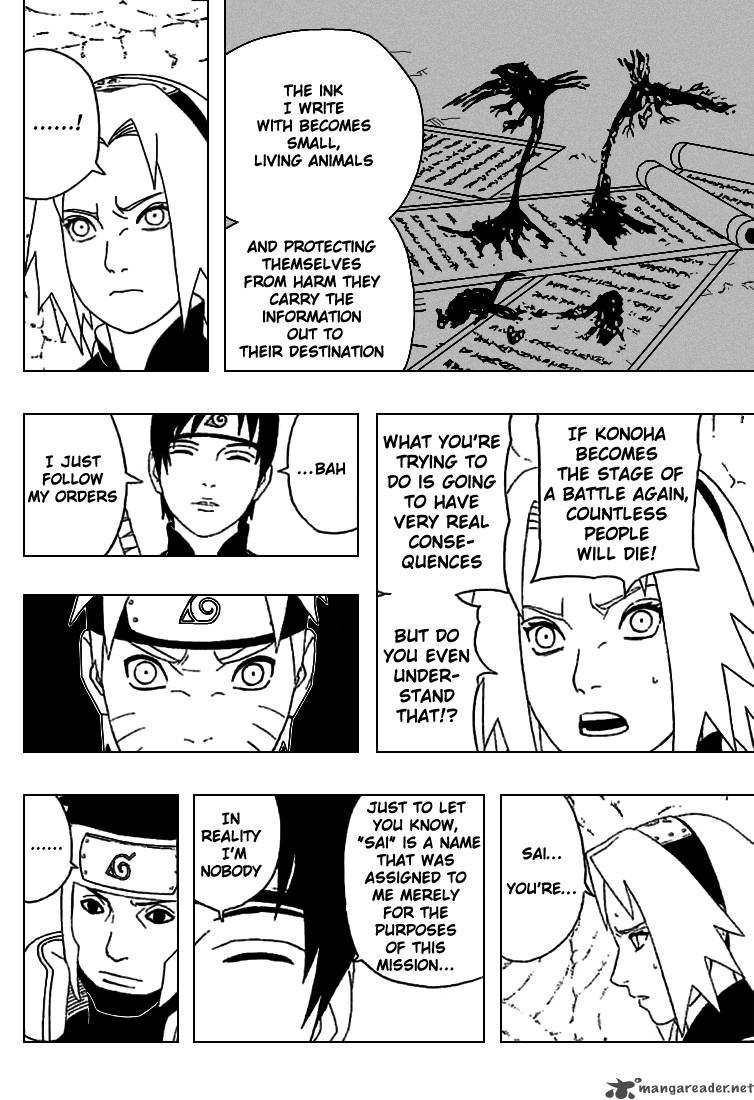 THE INK
I WRITE
WITH BECOMES
SMALL,
LIVING ANIMALS
AND PROTECTING
THEMSELVES
FROM HARM THEY
CARRY THE
INFORMATION
OUT TO
THEIR DESTINATION
......!
IF KONOHA
BECOMES
THE STAGE OF
A BATTLE AGAIN,
COUNTLESS
PEOPLE
WILL DIE!
WHAT YOU'RE
TRYING TO
DO IS GOING
TO HAVE
VERY REAL
CONSE-
QUENCES
BUT DO
YOU EVEN
UNDER-
STAND
THAT!?
...BAH
I JUST
FOLLOW
MY ORDERS
SAI...
YOU'RE...
JUST TO LET
YOU KNOW,
"SAI" IS A NAME
THAT WAS
ASSIGNED TO
ME MERELY
FOR THE
PURPOSES
OF THIS
MISSION...
IN
REALITY
I'M
NOBODY
......
mangareader.net